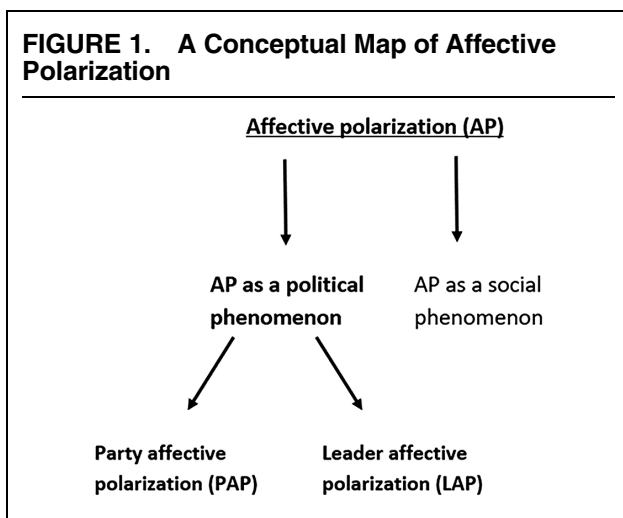 FIGURE 1. A Conceptual Map of Affective
Polarization
Affective polarization (AP)
AP as a political
phenomenon
AP as a social
phenomenon
Party affective
polarization (PAP)
Leader affective
polarization (LAP)